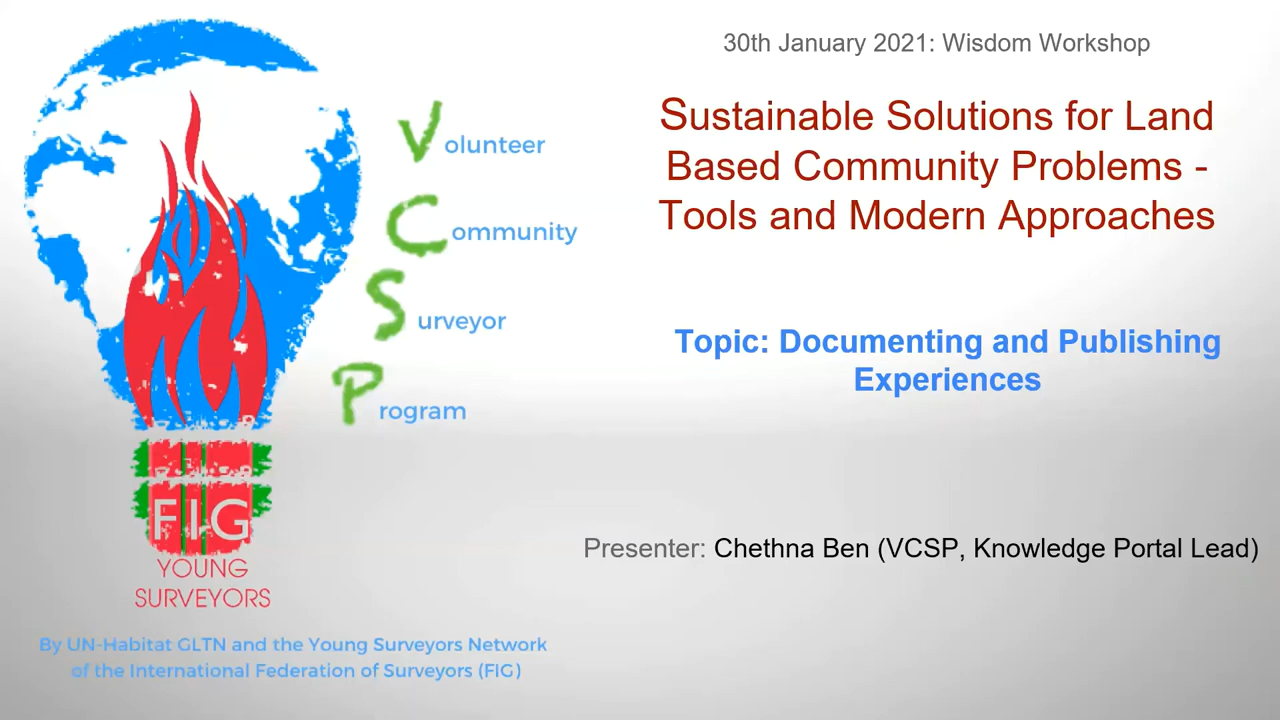 30th January 2021: Wisdom Workshop
Sustainable Solutions for Land
Based Community Problems -
Tools and Modern Approaches
Topic: Documenting and Publishing
Experiences
Presenter: Chethna Ben (VCSP, Knowledge Portal Lead)
Volunteer
Community
Surveyor
Program
FIG
YOUNG
SURVEYORS
By UN-Habitat GLTN and the Young Surveyors Network
of the International Federation of Surveyors (FIG)